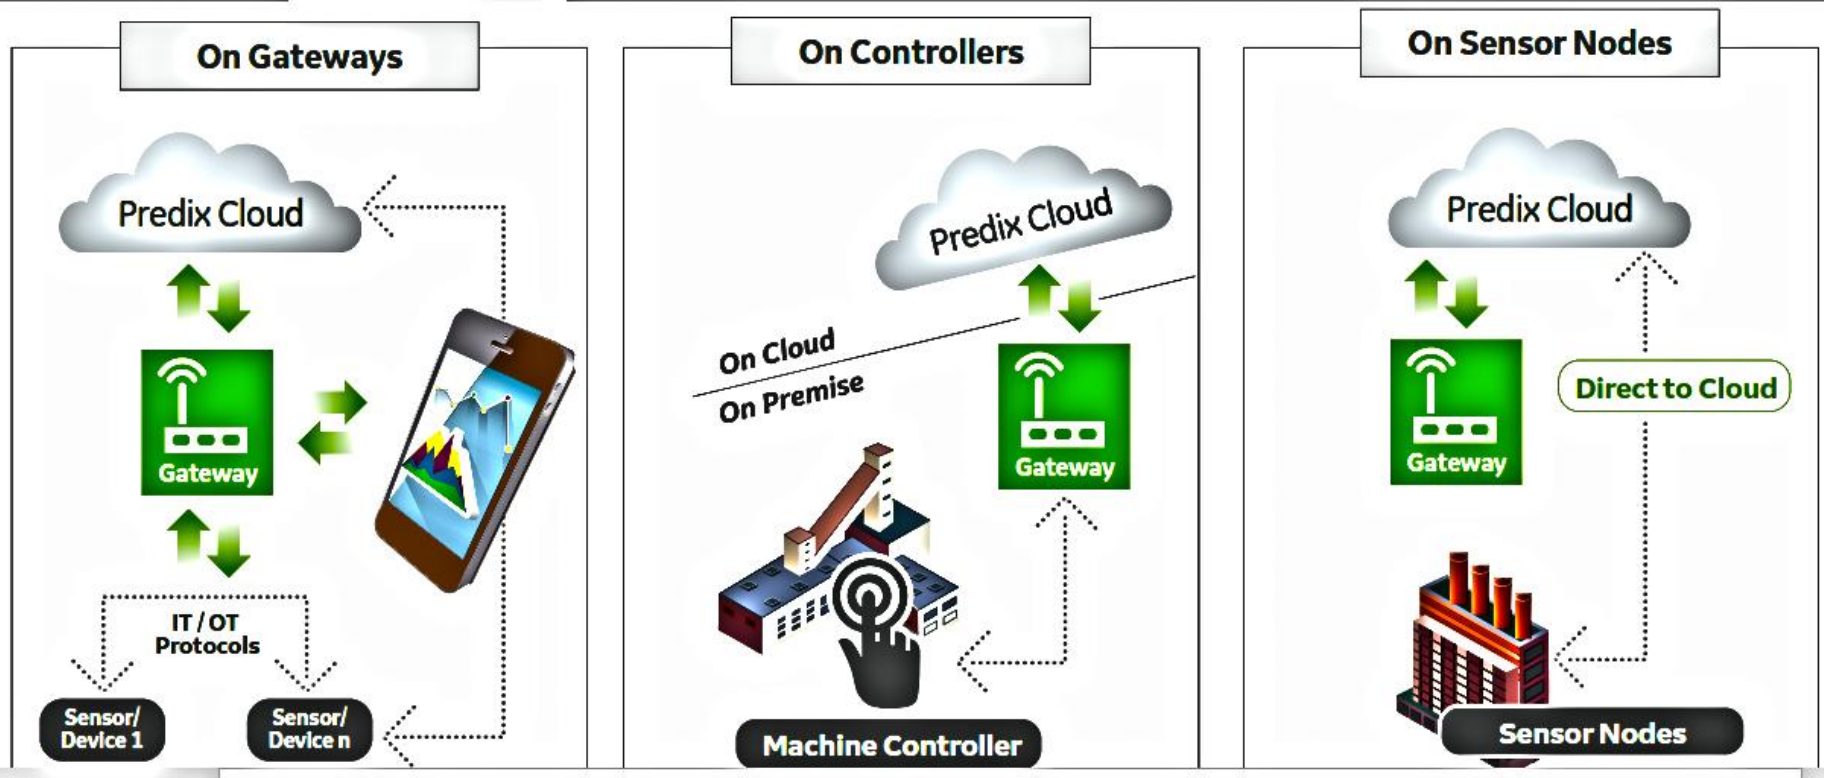 On Gateways
Predix Cloud
Gateway
IT / OT
Protocols
Sensor/
Device 1
Sensor/
Device n
On Controllers
Predix Cloud
On Cloud
On Premise
Gateway
Machine Controller
On Sensor Nodes
Predix Cloud
Gateway
Direct to Cloud
Sensor Nodes